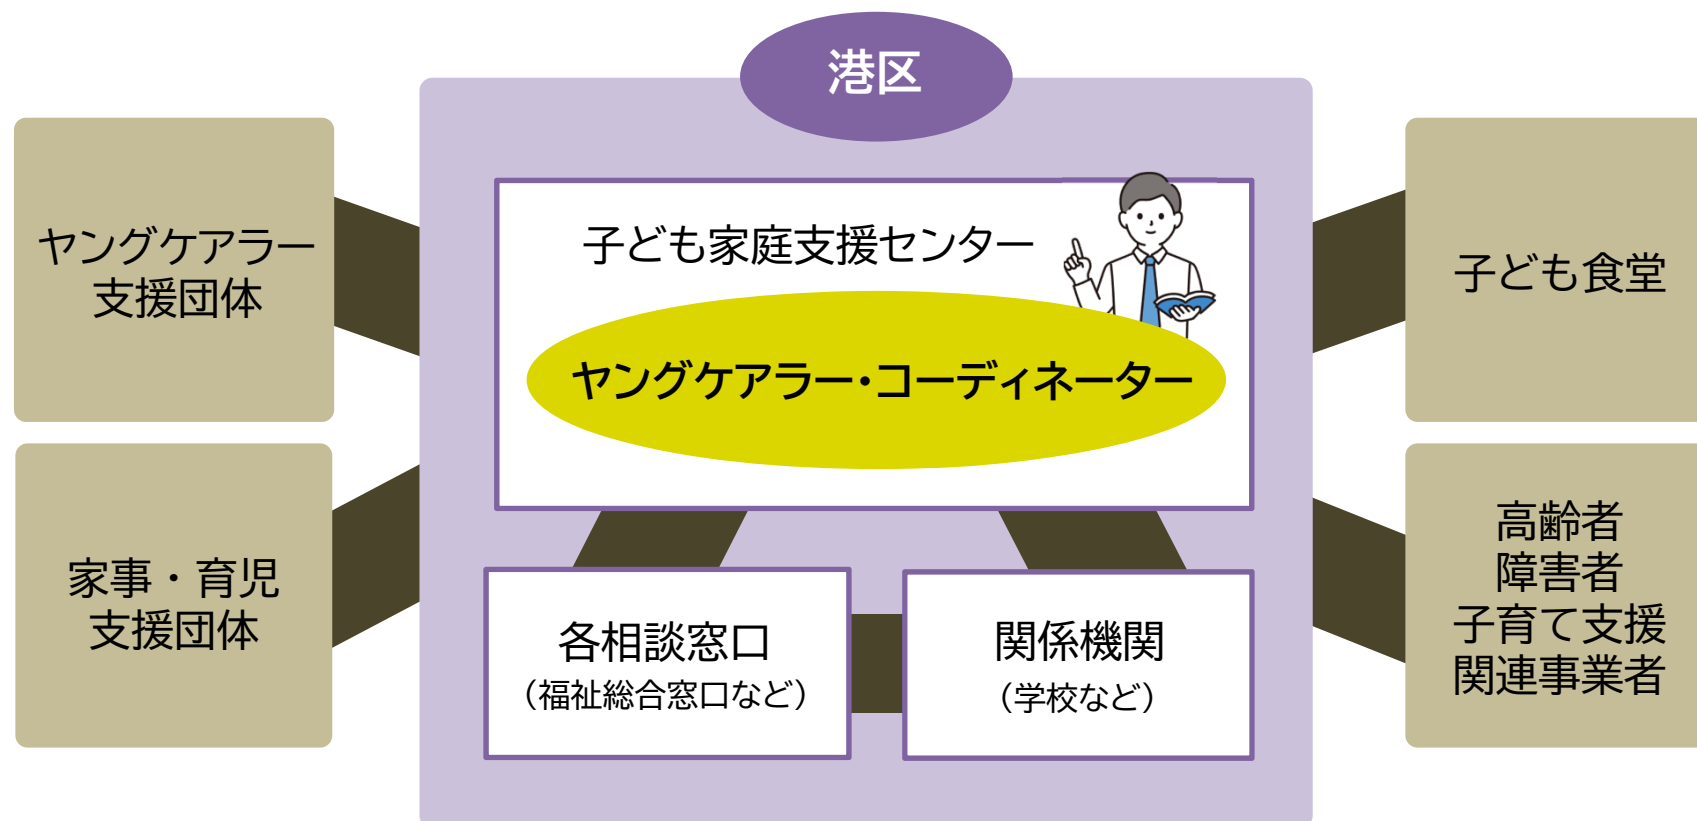 港区
ヤングケアラー
支援団体
家事・育児
支援団体
子ども家庭支援センター
ヤングケアラー・コーディネーター
各相談窓口
（福祉総合窓口など）
関係機関
（学校など）
子ども食堂
高齢者
障害者
子育て支援
関連事業者